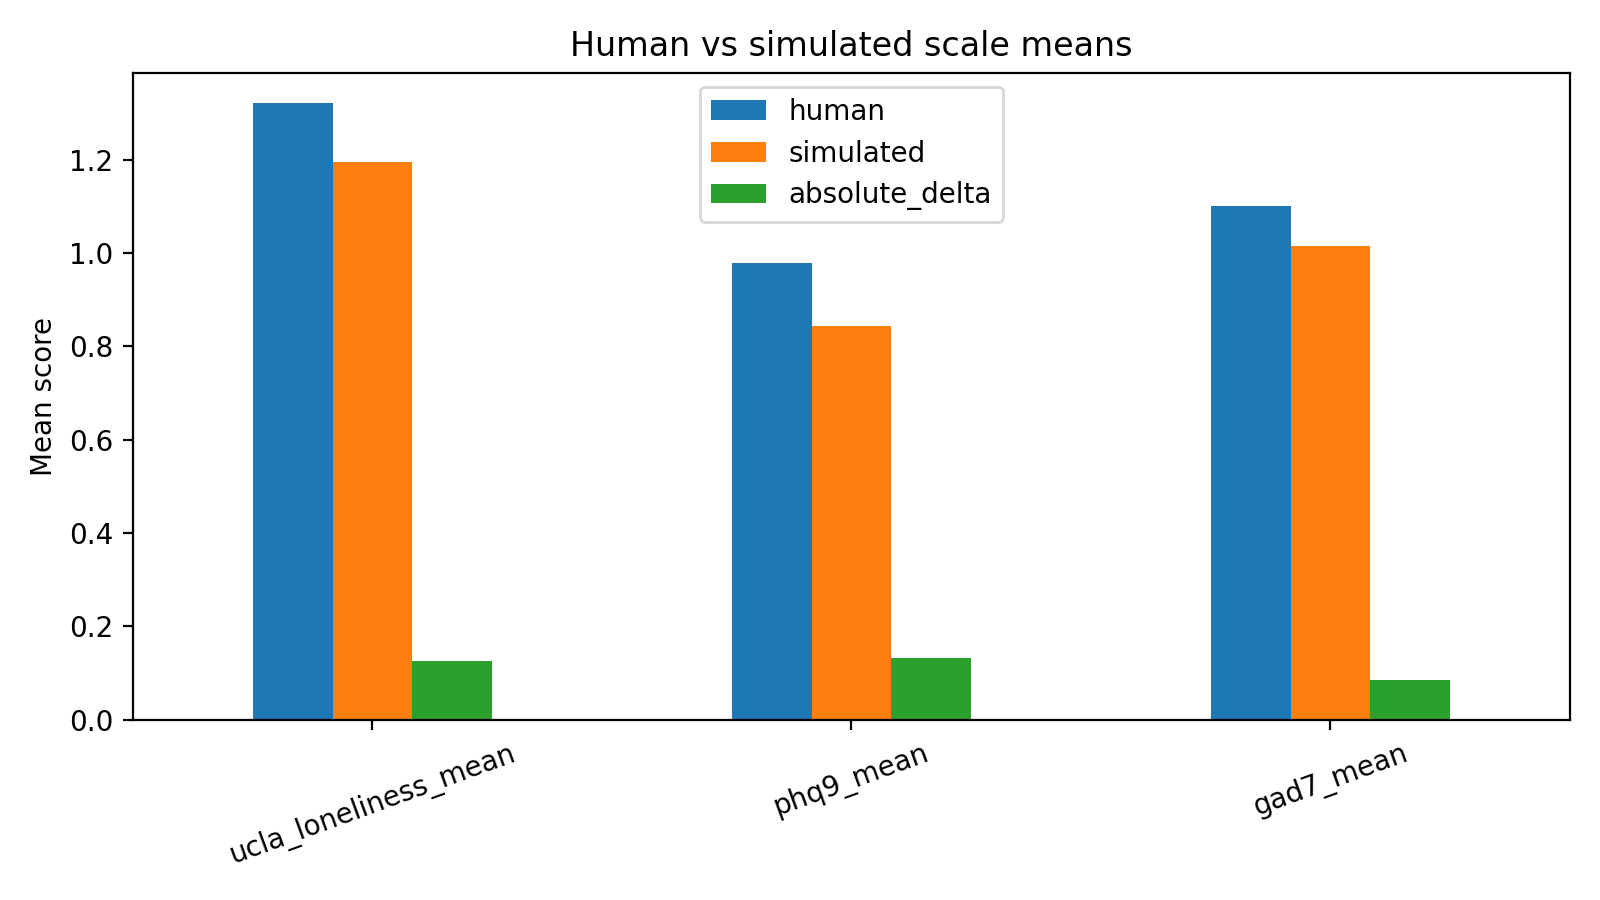 Human vs simulated scale means
human
simulated
absolute_delta
Mean score
1.2
1.0
0.8
0.6
0.4
0.2
0.0
ucla_loneliness_mean
phq9_mean
gad7_mean